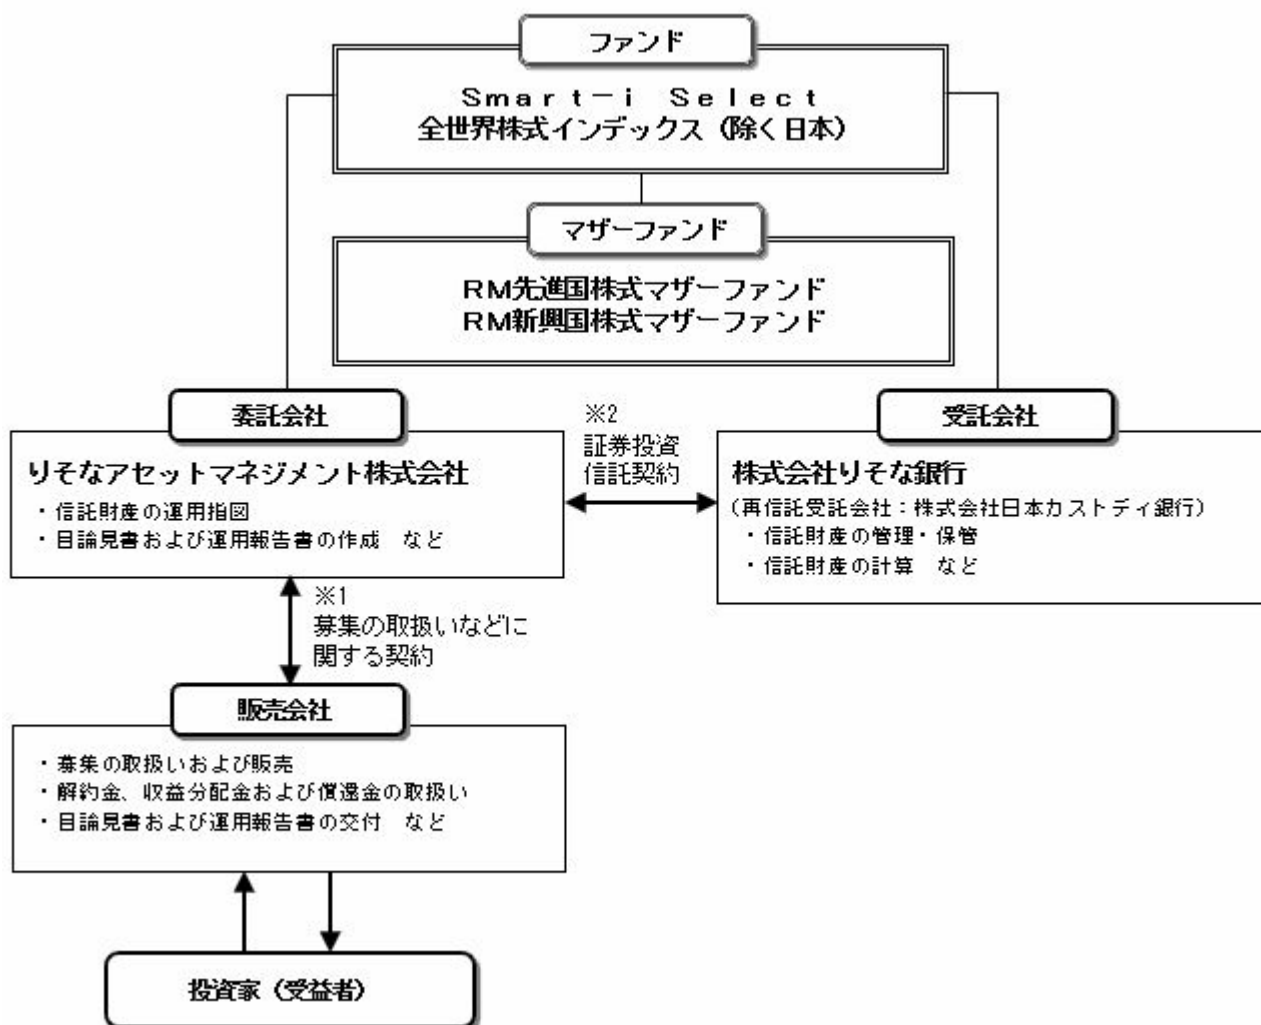 ファンド
Ｓｍａｒｔ－ｉ　Ｓｅｌｅｃｔ
全世界株式インデックス（除く日本）
マザーファンド
ＲＭ先進国株式マザーファンド
ＲＭ新興国株式マザーファンド
委託会社
りそなアセットマネジメント株式会社
・信託財産の運用指図
・目論見書および運用報告書の作成　など
※2
証券投資
信託契約
受託会社
株式会社りそな銀行
（再信託受託会社：株式会社日本カストディ銀行）
・信託財産の管理・保管
・信託財産の計算　など
※1
募集の取扱いなどに
関する契約
販売会社
・募集の取扱いおよび販売
・解約金、収益分配金および償還金の取扱い
・目論見書および運用報告書の交付　など
投資家（受益者）